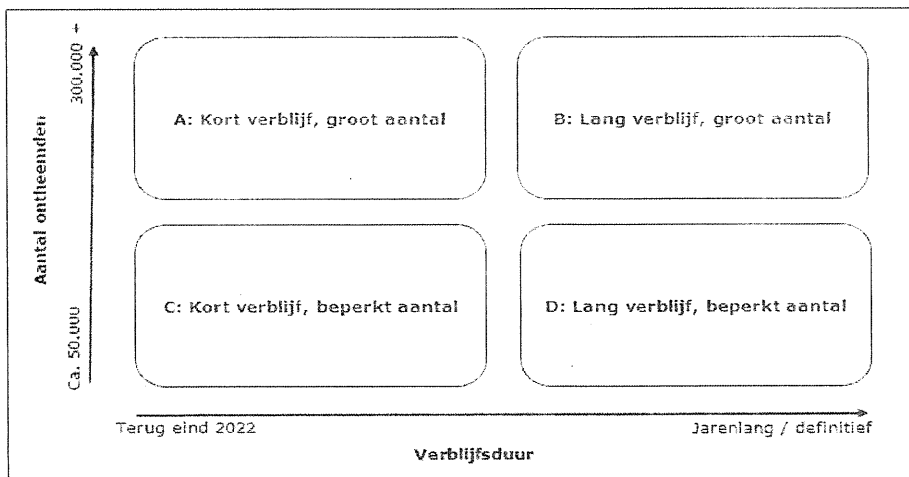 Aantal ontheemden
300.000 +
Ca. 50.000
A: Kort verblijf, groot aantal
B: Lang verblijf, groot aantal
C: Kort verblijf, beperkt aantal
D: Lang verblijf, beperkt aantal
Terug eind 2022
Jarenlang / definitief
Verblijfsduur